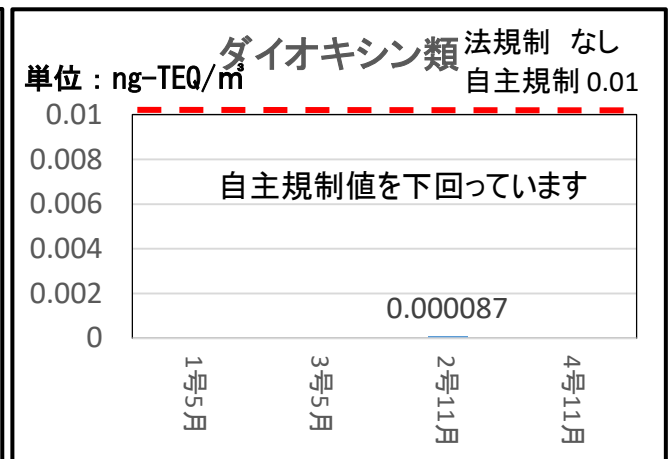 ダイオキシン類
法規制 なし
自主規制 0.01
単位：ng-TEQ/㎥
0.01
0.008
0.006
0.004
0.002
0
自主規制値を下回っています
0.000087
1号5月
3号5月
2号11月
4号11月